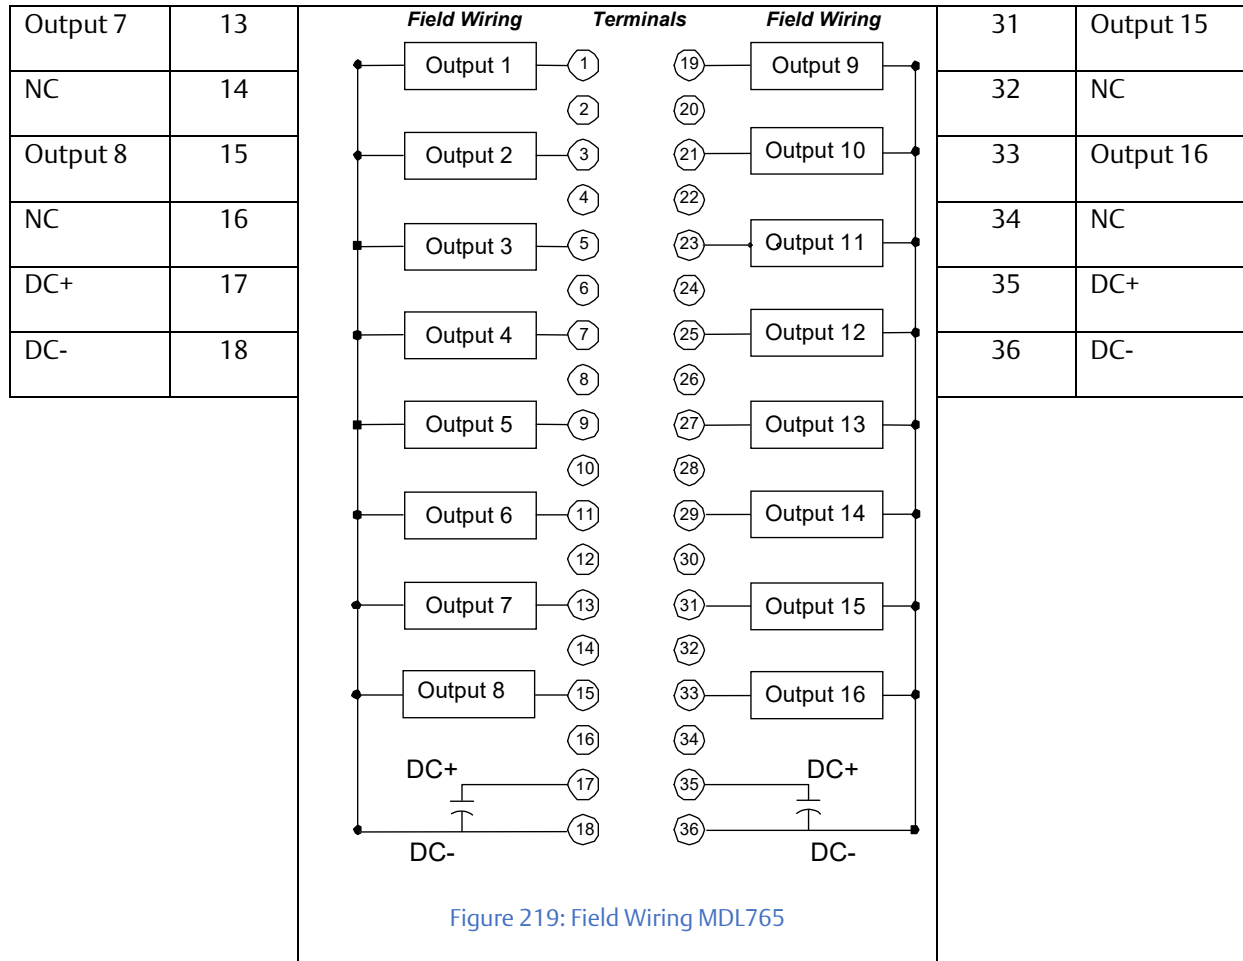 Output 7 13
NC 14
Output 8 15
NC 16
DC+ 17
DC- 18
Field Wiring Terminals Field Wiring
Output 1 1 19 Output 9
2 20
Output 2 3 21 Output 10
4 22
Output 3 5 23 Output 11
6 24
Output 4 7 25 Output 12
8 26
Output 5 9 27 Output 13
10 28
Output 6 11 29 Output 14
12 30
Output 7 13 31 Output 15
14 32
Output 8 15 33 Output 16
16 34
DC+ 17 35 DC+
18 36
DC- DC-
Figure 219: Field Wiring MDL765
31 Output 15
32 NC
33 Output 16
34 NC
35 DC+
36 DC-